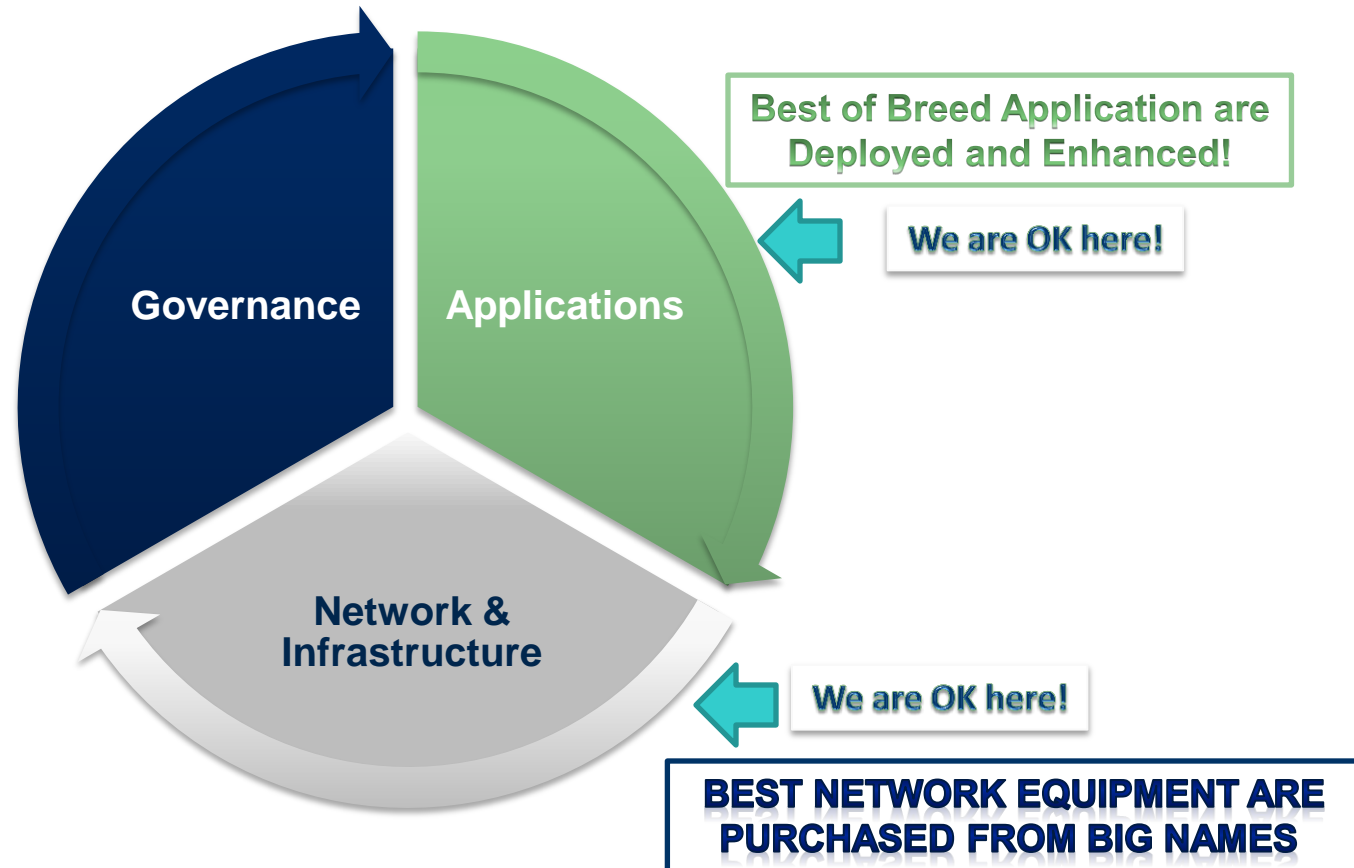 Best of Breed Application are
Deployed and Enhanced!
We are OK here!
Governance
Applications
Network &
Infrastructure
We are OK here!
BEST NETWORK EQUIPMENT ARE
PURCHASED FROM BIG NAMES